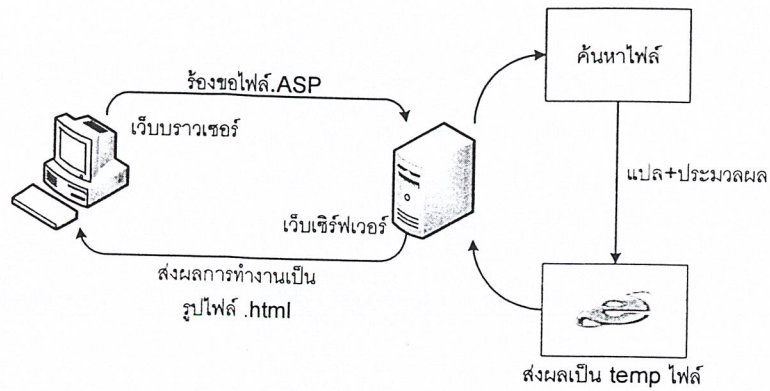 ร้องขอไฟล์.ASP
เว็บบราวเซอร์
เว็บเซิร์ฟเวอร์
ส่งผลการทำงานเป็น
รูปไฟล์ .html
ค้นหาไฟล์
แปล+ประมวลผล
ส่งผลเป็น temp ไฟล์